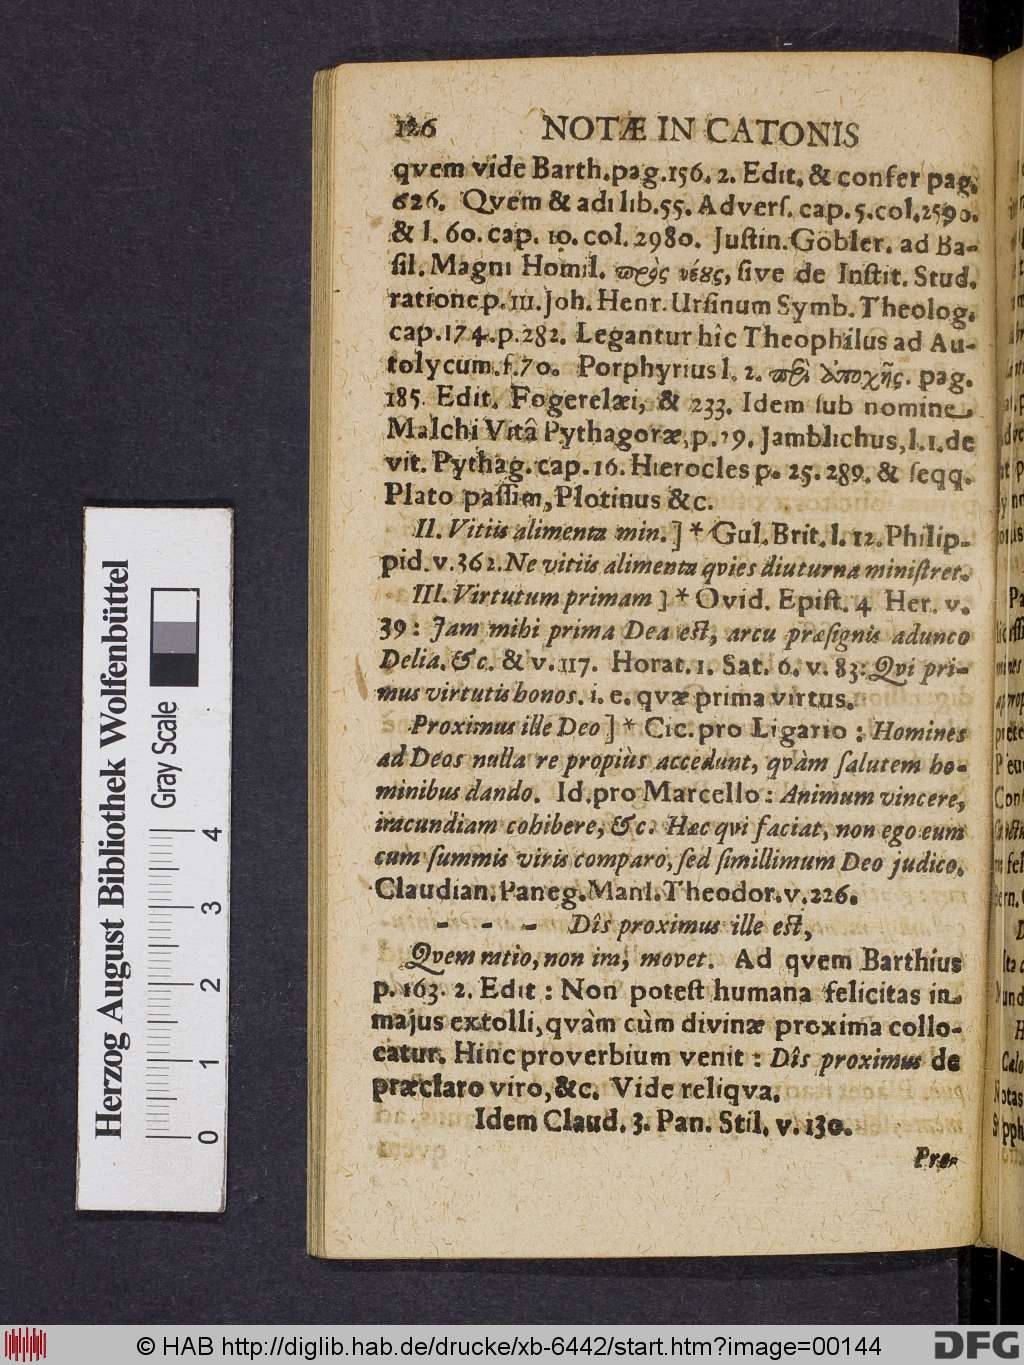 126 NOTÆ IN CATONIS
qvem vide Barth. pag. 156. 2. Edit. & confer pag.
626. Qvem & adi lib. 55. Adverſ. cap. 5. col. 2590.
& l. 60. cap. 10. col. 2980. Juſtin. Göbler. ad Ba-
ſil. Magni Homil. πρὸς νέους, ſive de Inſtit. Stud.
ratione p. 111. Joh. Henr. Urſinum Symb. Theolog.
cap. 174. p. 282. Legantur hîc Theophilus ad Au-
tolycum. f. 70. Porphyrius l. 2. περὶ ἀποχῆς. pag.
185. Edit. Fogerelæi, & 233. Idem ſub nomine
Malchi Vitâ Pythagoræ, p. 29. Jamblichus, l. 1. de
vit. Pythag. cap. 16. Hierocles p. 25. 289. & ſeqq.
Plato paſſim, Plotinus &c.
II. Vitiis alimenta min. ] * Gul. Brit. l. 12. Philip-
pid. v. 362. Ne vitiis alimenta qvies diuturna miniſtret.
III. Virtutum primam ] * Ovid. Epiſt. 4 Her. v.
39 : Jam mihi prima Dea eſt, arcu præſignis adunco
Delia. &c. & v. 117. Horat. 1. Sat. 6. v. 83: Qvi pri-
mus virtutis honos. i. e. qvæ prima virtus.
Proximus ille Deo ] * Cic. pro Ligario : Homines
ad Deos nulla re propiùs accedunt, qvàm ſalutem ho-
minibus dando. Id. pro Marcello : Animum vincere,
iracundiam cohibere, &c. Hæc qvi faciat, non ego eum
cum ſummis viris comparo, ſed ſimillimum Deo judico.
Claudian. Paneg. Manl. Theodor. v. 226.
- - - Dîs proximus ille eſt,
Qvem ratio, non ira, movet. Ad qvem Barthius
p. 163. 2. Edit : Non poteſt humana felicitas in
majus extolli, qvàm cùm divinæ proxima collo-
catur. Hinc proverbium venit : Dîs proximus de
præclaro viro, &c. Vide reliqva.
Idem Claud. 3. Pan. Stil. v. 130.
Pro-
Herzog August Bibliothek Wolfenbüttel
Gray Scale
0 1 2 3 4
© HAB http://diglib.hab.de/drucke/xb-6442/start.htm?image=00144
DFG